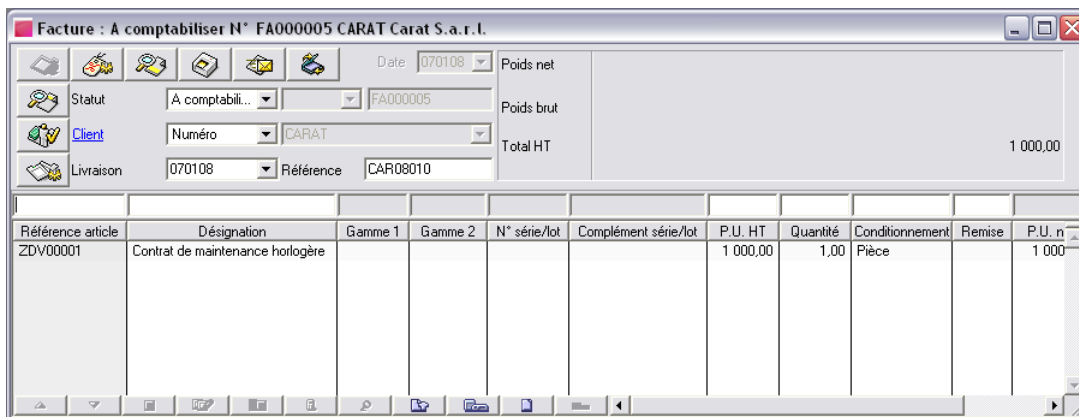 Facture : A comptabiliser N° FA000005 CARAT Carat S.a.r.l.
Date 070108 Poids net
Statut A comptabili... FA000005
Poids brut
Client Numéro CARAT
Total HT 1 000,00
Livraison 070108 Référence CAR08010
Référence article Désignation Gamme 1 Gamme 2 N° série/lot Complément série/lot P.U. HT Quantité Conditionnement Remise P.U. n
ZDV00001 Contrat de maintenance horlogère 1 000,00 1,00 Pièce 1 000